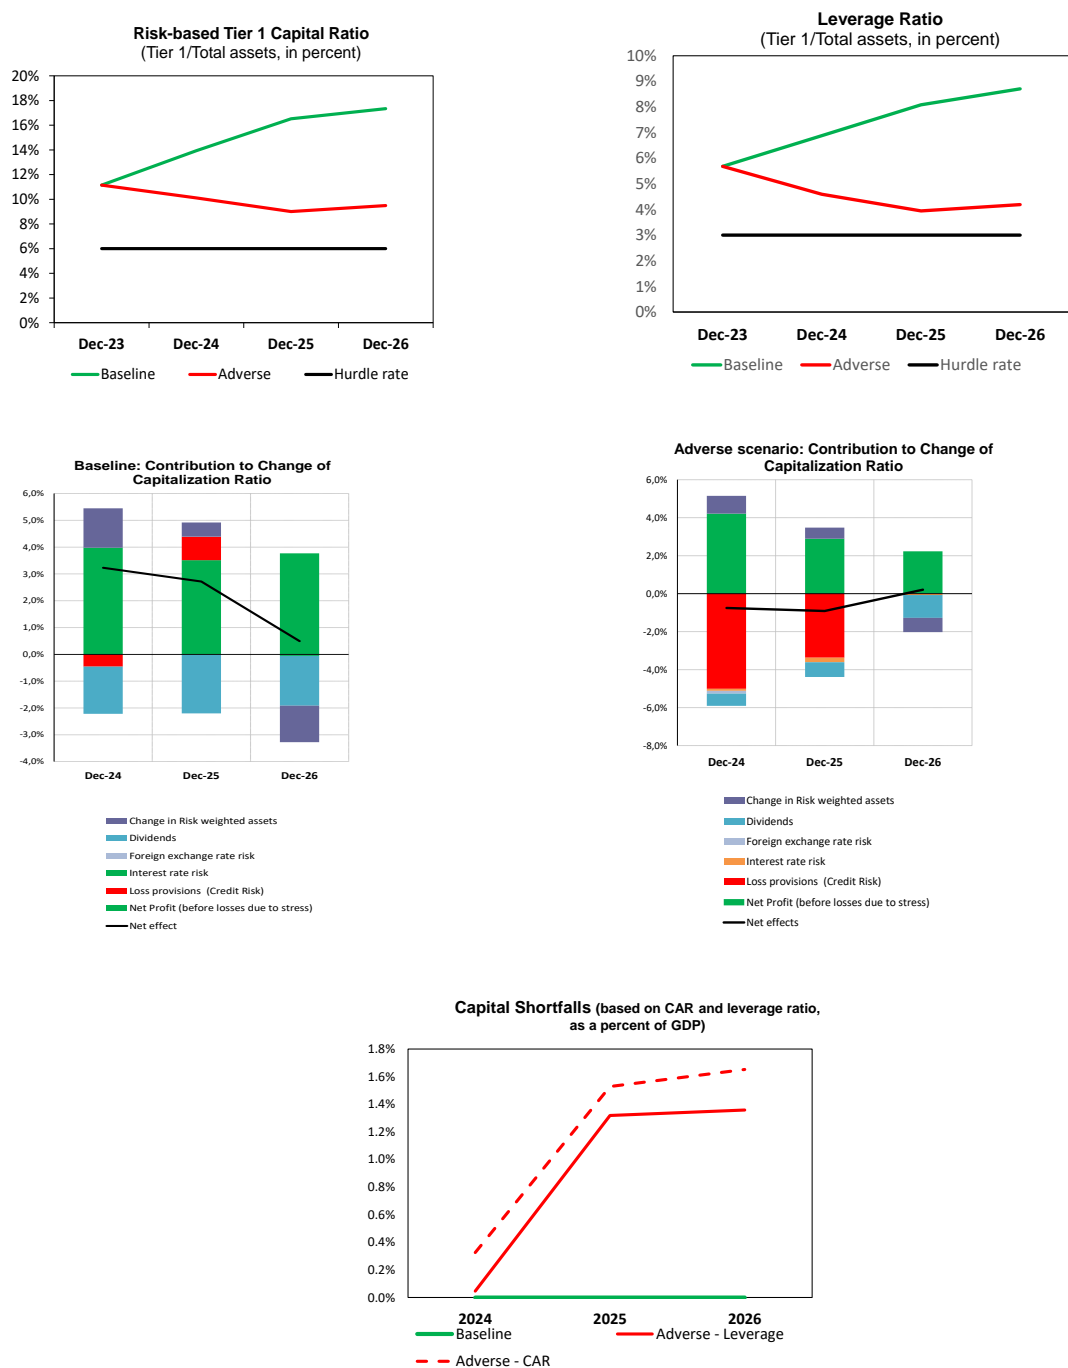 Risk-based Tier 1 Capital Ratio
(Tier 1/Total assets, in percent)
20%
18%
16%
14%
12%
10%
8%
6%
4%
2%
0%
Dec-23 Dec-24 Dec-25 Dec-26
Baseline Adverse Hurdle rate
Leverage Ratio
(Tier 1/Total assets, in percent)
10%
9%
8%
7%
6%
5%
4%
3%
2%
1%
0%
Dec-23 Dec-24 Dec-25 Dec-26
Baseline Adverse Hurdle rate
Baseline: Contribution to Change of
Capitalization Ratio
6,0%
5,0%
4,0%
3,0%
2,0%
1,0%
0,0%
-1,0%
-2,0%
-3,0%
-4,0%
Dec-24 Dec-25 Dec-26
Change in Risk weighted assets
Dividends
Foreign exchange rate risk
Interest rate risk
Loss provisions (Credit Risk)
Net Profit (before losses due to stress)
Net effect
Adverse scenario: Contribution to Change of
Capitalization Ratio
6,0%
4,0%
2,0%
0,0%
-2,0%
-4,0%
-6,0%
-8,0%
Dec-24 Dec-25 Dec-26
Change in Risk weighted assets
Dividends
Foreign exchange rate risk
Interest rate risk
Loss provisions (Credit Risk)
Net Profit (before losses due to stress)
Net effects
Capital Shortfalls (based on CAR and leverage ratio,
as a percent of GDP)
1.8%
1.6%
1.4%
1.2%
1.0%
0.8%
0.6%
0.4%
0.2%
0.0%
2024 2025 2026
Baseline Adverse - Leverage
Adverse - CAR